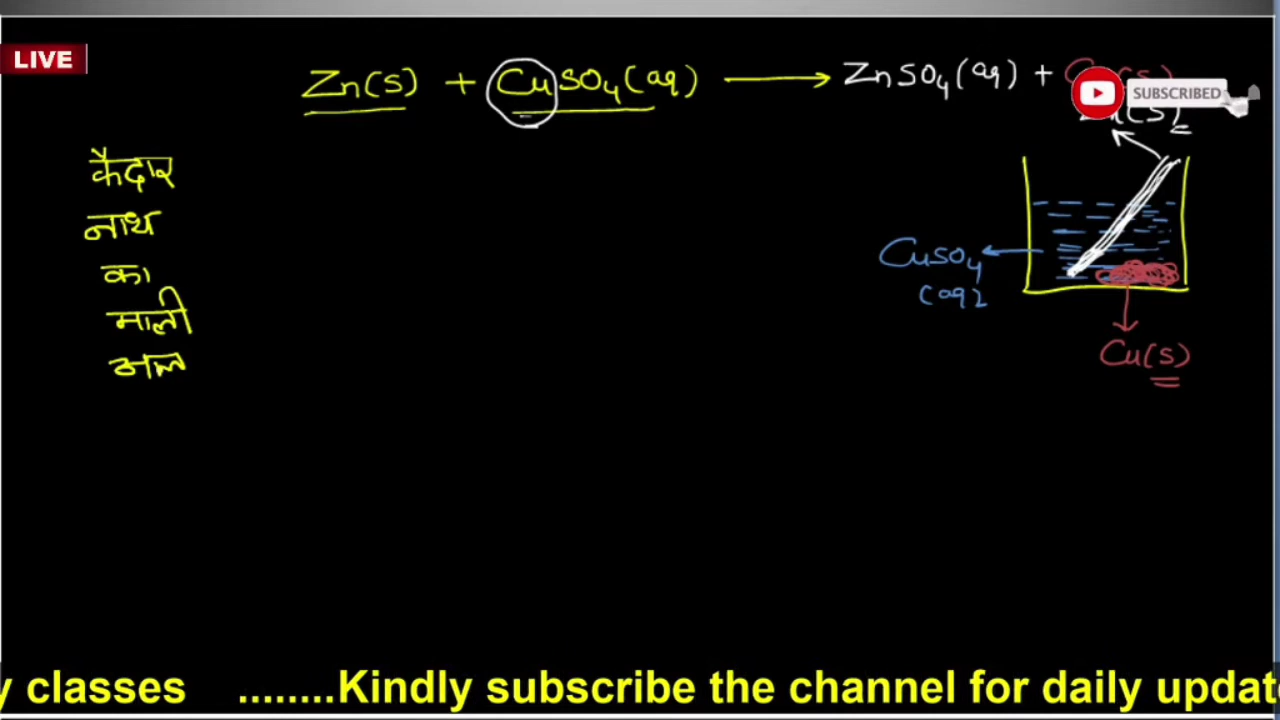 LIVE
Zn(s) + CuSO4(aq) ⟶ ZnSO4(aq) +
SUBSCRIBED
कैदार
नाथ
का
माली
CuSO4
(aq)
Cu(s)
y classes ........Kindly subscribe the channel for daily updat